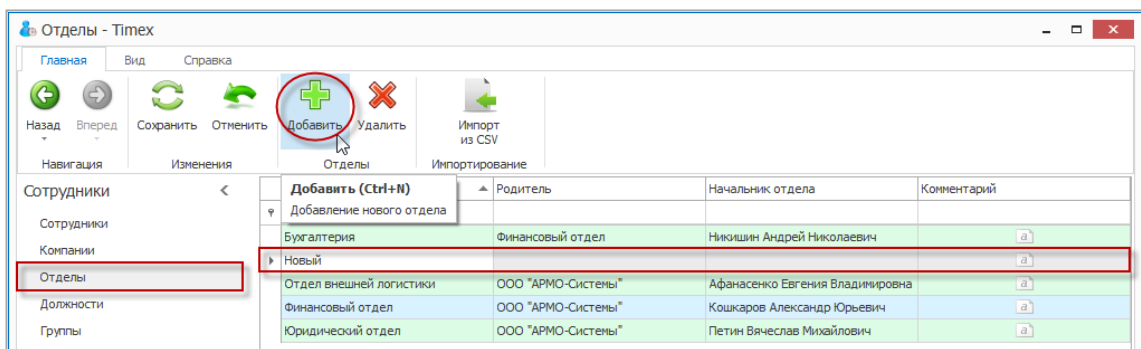 Отделы - Timex
Главная Вид Справка
Назад Вперед Сохранить Отменить Добавить Удалить Импорт из CSV
Навигация Изменения Отделы Импортирование
Сотрудники
Сотрудники
Компании
Отделы
Должности
Группы
Добавить (Ctrl+N)
Добавление нового отдела
Родитель Начальник отдела Комментарий
Бухгалтерия Финансовый отдел Никишин Андрей Николаевич a
Новый a
Отдел внешней логистики ООО "АРМО-Системы" Афанасенко Евгения Владимировна a
Финансовый отдел ООО "АРМО-Системы" Кошкаров Александр Юрьевич a
Юридический отдел ООО "АРМО-Системы" Петин Вячеслав Михайлович a